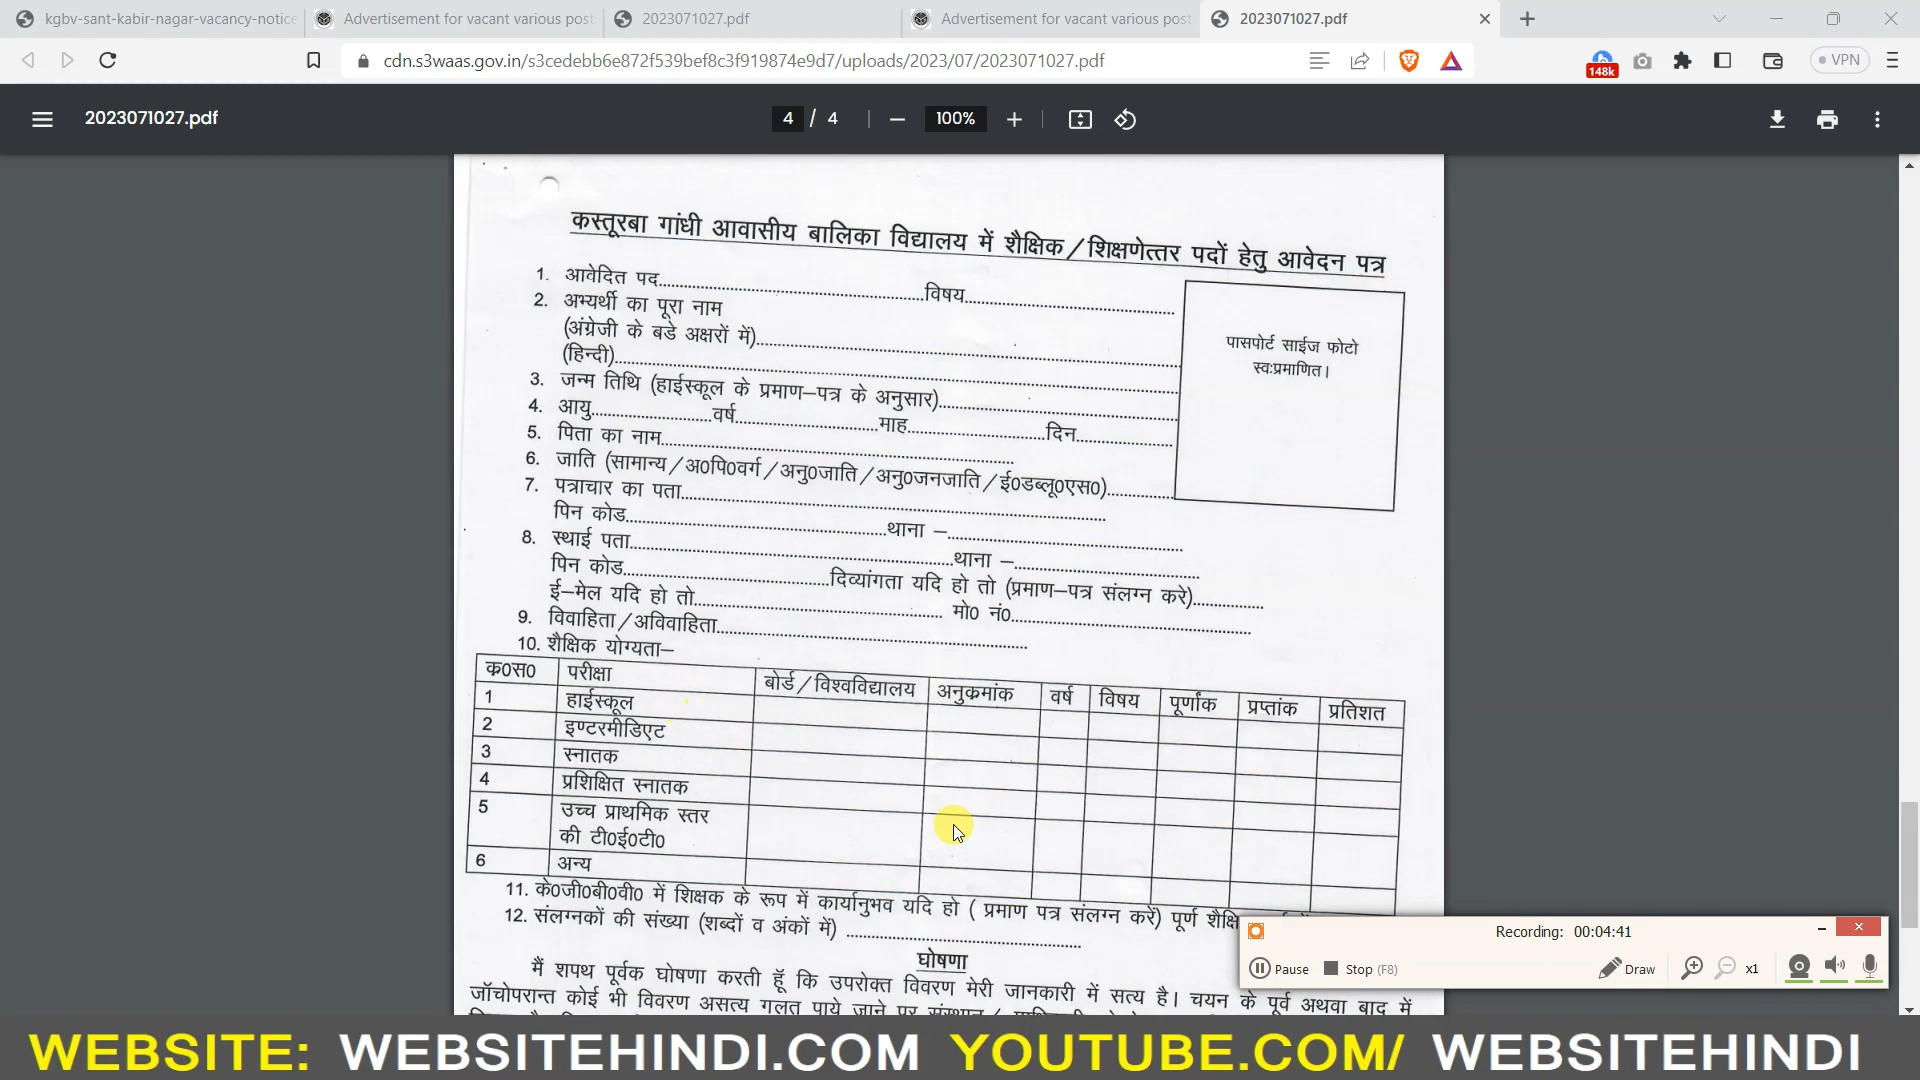 kgbv-sant-kabir-nagar-vacancy-notice
Advertisement for vacant various post
2023071027.pdf
Advertisement for vacant various post
2023071027.pdf
cdn.s3waas.gov.in/s3cedebb6e872f539bef8c3f919874e9d7/uploads/2023/07/2023071027.pdf
148k
VPN
2023071027.pdf
4 / 4
100%
कस्तूरबा गांधी आवासीय बालिका विद्यालय में शैक्षिक/शिक्षणेत्तर पदों हेतु आवेदन पत्र
1. आवेदित पद..............................विषय..............................
2. अभ्यर्थी का पूरा नाम
(अंग्रेजी के बडे अक्षरों में)..............................
(हिन्दी)..............................
पासपोर्ट साईज फोटो
स्वःप्रमाणित।
3. जन्म तिथि (हाईस्कूल के प्रमाण–पत्र के अनुसार)..............................
4. आयु....................वर्ष....................माह....................दिन....................
5. पिता का नाम..............................
6. जाति (सामान्य/अ0पि0वर्ग/अनु0जाति/अनु0जनजाति/ई0डब्लू0एस0)............
7. पत्राचार का पता..............................
पिन कोड..............................थाना –..............................
8. स्थाई पता..............................थाना –..............................
पिन कोड..............................दिव्यांगता यदि हो तो (प्रमाण–पत्र संलग्न करे)............
ई–मेल यदि हो तो.............................. मो0 नं0..............................
9. विवाहिता/अविवाहिता..............................
10. शैक्षिक योग्यता–
क0स0 परीक्षा बोर्ड/विश्वविद्यालय अनुक्रमांक वर्ष विषय पूर्णांक प्रप्तांक प्रतिशत
1 हाईस्कूल
2 इण्टरमीडिएट
3 स्नातक
4 प्रशिक्षित स्नातक
5 उच्च प्राथमिक स्तर
की टी0ई0टी0
6 अन्य
11. के0जी0बी0वी0 में शिक्षक के रूप में कार्यानुभव यदि हो ( प्रमाण पत्र संलग्न करें) पूर्ण
12. संलग्नकों की संख्या (शब्दों व अंकों में) ..............................
घोषणा
मैं शपथ पूर्वक घोषणा करती हूॅ कि उपरोक्त विवरण मेरी जानकारी में सत्य है। चयन के पूर्व अथवा बाद में
जॉचोपरान्त कोई भी विवरण असत्य गलत पाये जाने पर
Recording: 00:04:41
Pause Stop (F8) Draw x1
WEBSITE: WEBSITEHINDI.COM YOUTUBE.COM/ WEBSITEHINDI